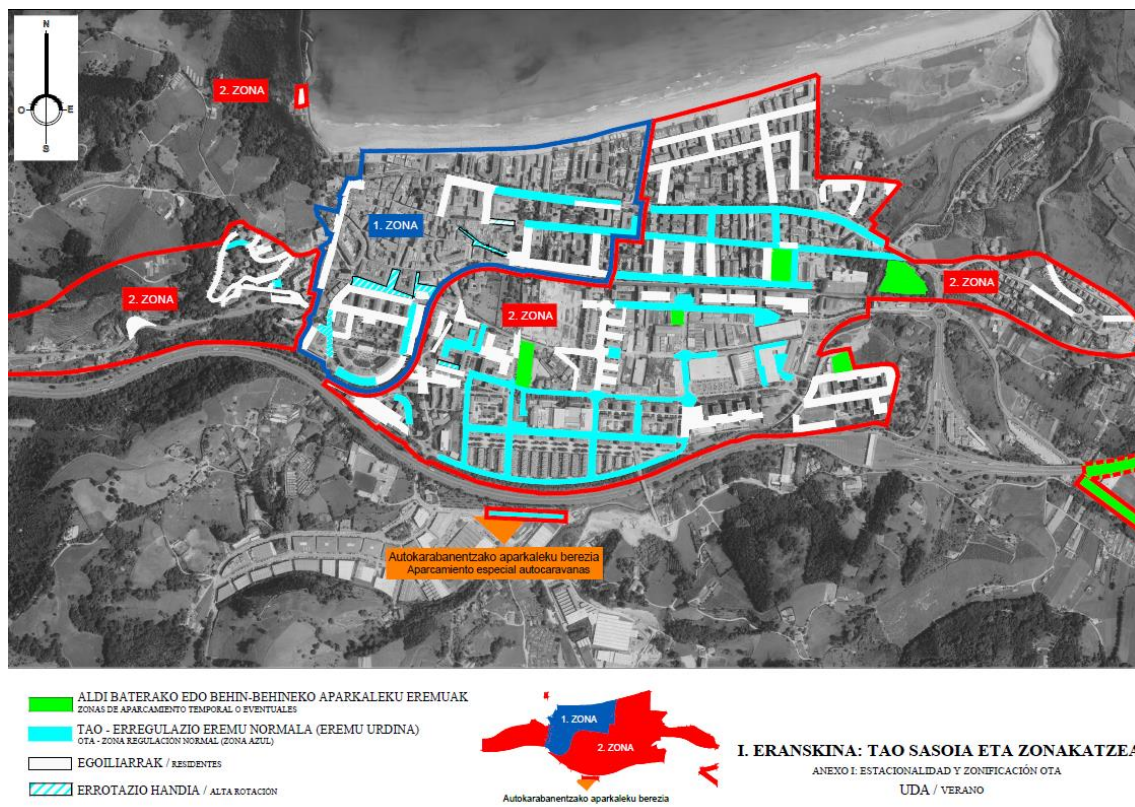 N
O E
S
2. ZONA
1. ZONA
2. ZONA
2. ZONA
2. ZONA
Autokarabanentzako aparkaleku berezia
Aparcamiento especial autocaravanas
ALDI BATERAKO EDO BEHIN-BEHINEKO APARKALEKU EREMUAK
ZONAS DE APARCAMIENTO TEMPORAL O EVENTUALES
TAO - ERREGULAZIO EREMU NORMALA (EREMU URDINA)
OTA - ZONA REGULACIÓN NORMAL (ZONA AZUL)
EGOILIARRAK / RESIDENTES
ERROTAZIO HANDIA / ALTA ROTACIÓN
1. ZONA
2. ZONA
Autokarabanentzako aparkaleku berezia
I. ERANSKINA: TAO SASOIA ETA ZONAKATZEA
ANEXO I: ESTACIONALIDAD Y ZONIFICACIÓN OTA
UDA / VERANO